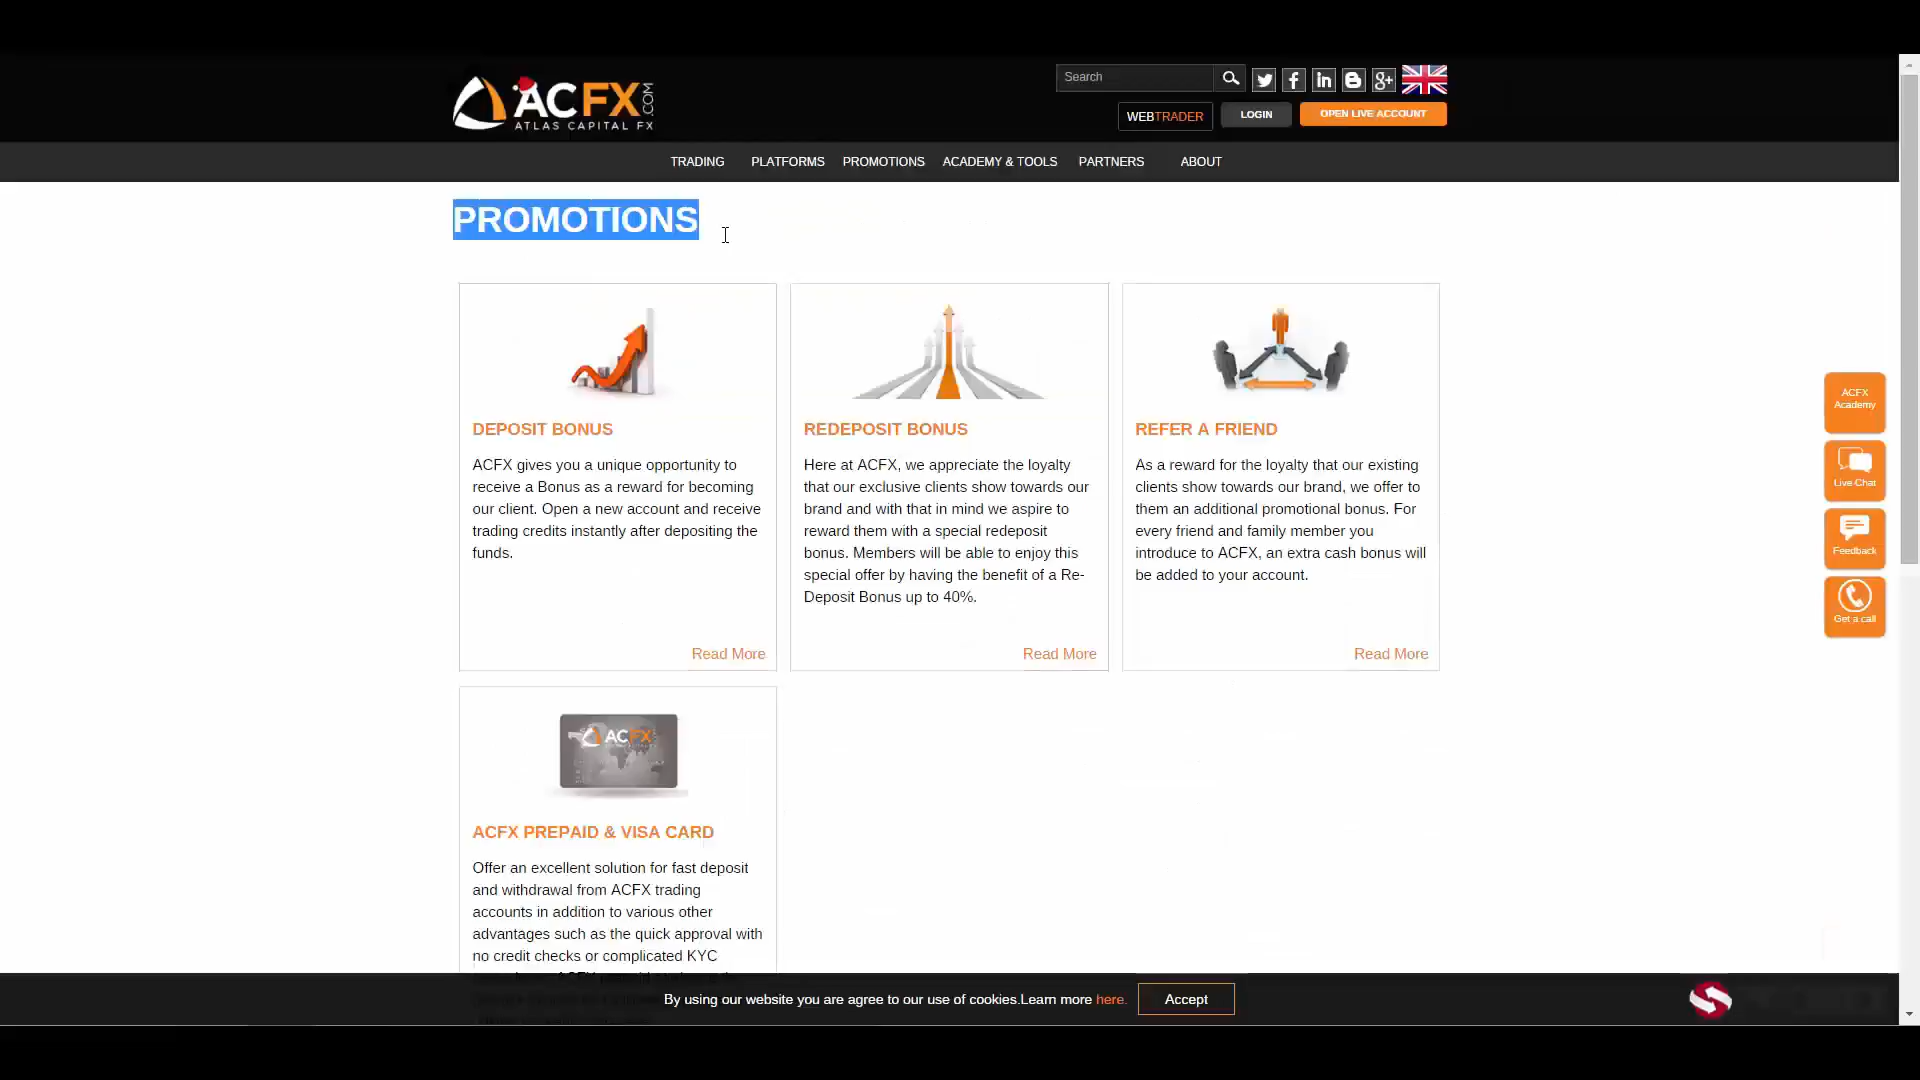 ACFX.COM
ATLAS CAPITAL FX
Search
WEBTRADER
LOGIN
OPEN LIVE ACCOUNT
TRADING
PLATFORMS
PROMOTIONS
ACADEMY & TOOLS
PARTNERS
ABOUT
PROMOTIONS
DEPOSIT BONUS
ACFX gives you a unique opportunity to
receive a Bonus as a reward for becoming
our client. Open a new account and receive
trading credits instantly after depositing the
funds.
Read More
REDEPOSIT BONUS
Here at ACFX, we appreciate the loyalty
that our exclusive clients show towards our
brand and with that in mind we aspire to
reward them with a special redeposit
bonus. Members will be able to enjoy this
special offer by having the benefit of a Re-
Deposit Bonus up to 40%.
Read More
REFER A FRIEND
As a reward for the loyalty that our existing
clients show towards our brand, we offer to
them an additional promotional bonus. For
every friend and family member you
introduce to ACFX, an extra cash bonus will
be added to your account.
Read More
ACFX
Academy
Live Chat
Feedback
Get a call
ACFX
ACFX PREPAID & VISA CARD
Offer an excellent solution for fast deposit
and withdrawal from ACFX trading
accounts in addition to various other
advantages such as the quick approval with
no credit checks or complicated KYC
By using our website you are agree to our use of cookies.Learn more here.
Accept